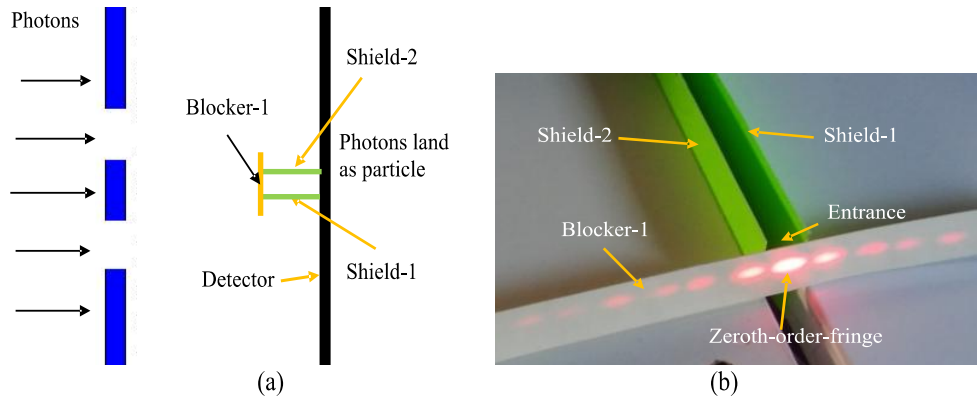 Photons
Shield-2
Blocker-1
Photons land
as particle
Detector
Shield-1
(a)
Shield-2
Shield-1
Entrance
Blocker-1
Zeroth-order-fringe
(b)